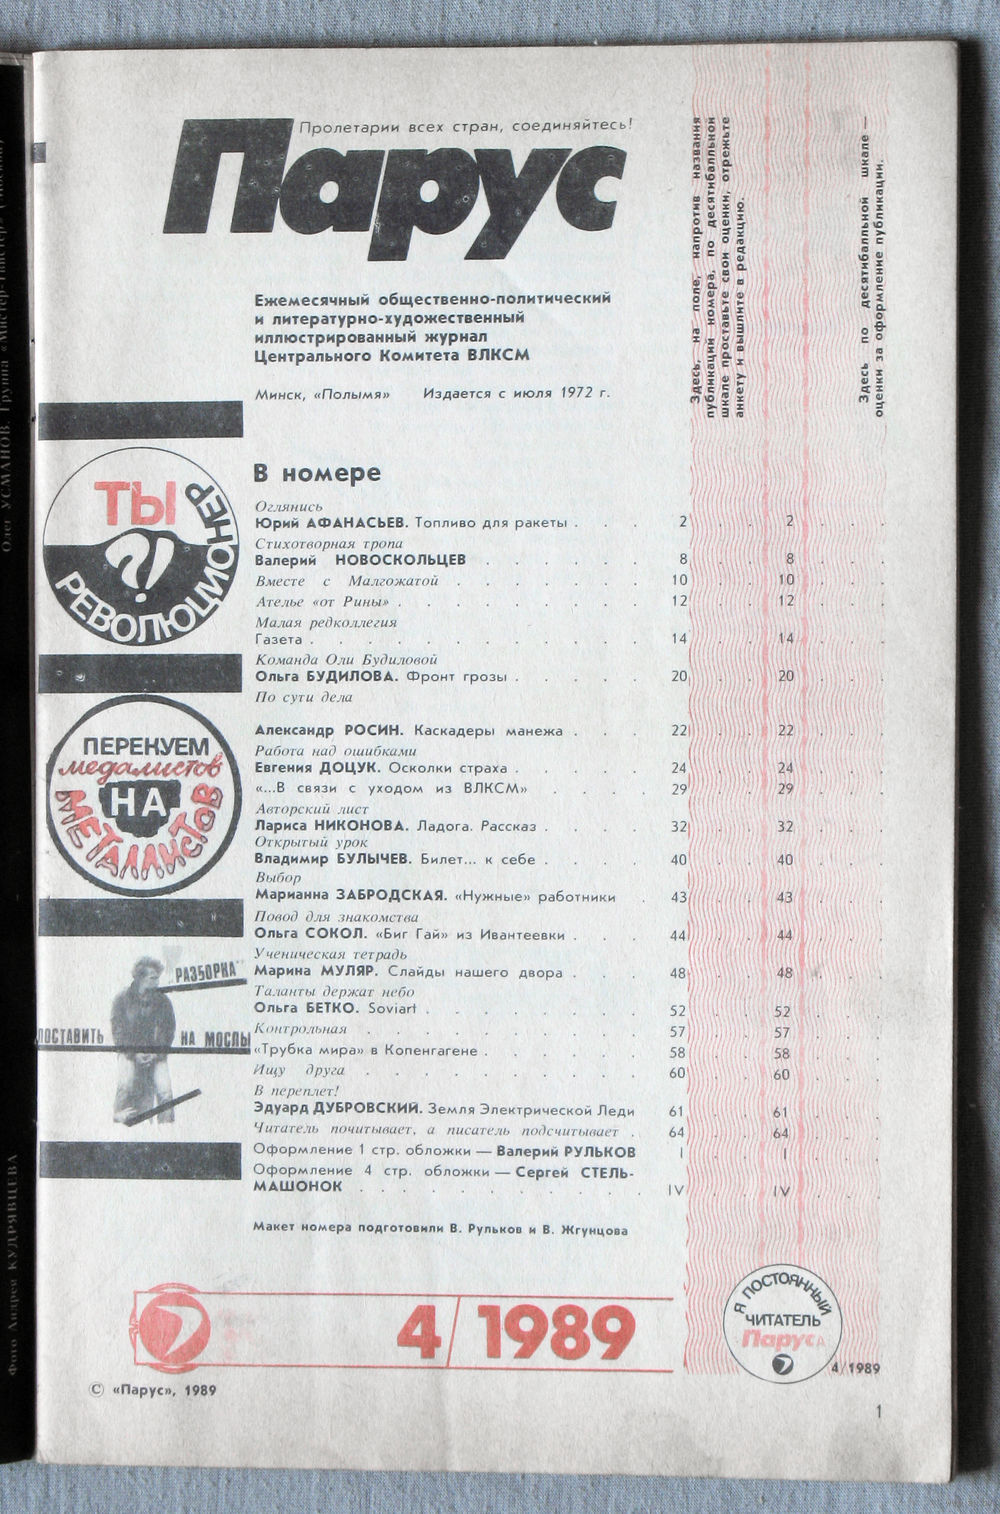 Пролетарии всех стран, соединяйтесь!
Парус
Ежемесячный общественно-политический
и литературно-художественный
иллюстрированный журнал
Центрального Комитета ВЛКСМ
Минск, «Полымя» Издается с июля 1972 г.
Здесь, на поле, напротив названия
публикации номера, по десятибалльной
шкале проставьте свои оценки, отрежьте
анкету и вышлите в редакцию.
Здесь по десятибалльной шкале —
оценки за оформление публикации.
ТЫ
?!
РЕВОЛЮЦИОНЕР
ПЕРЕКУЕМ
медалистов
НА
МЕТАЛЛИСТОВ
„РАЗБОРКА"
ПОСТАВИТЬ НА МОСЛЫ
В номере
Оглянись
Юрий АФАНАСЬЕВ. Топливо для ракеты . . . 2 2
Стихотворная тропа
Валерий НОВОСКОЛЬЦЕВ . . . . . . 8 8
Вместе с Малгожатой . . . . . . . 10 10
Ателье «от Рины» . . . . . . . . . 12 12
Малая редколлегия
Газета . . . . . . . . . . . . 14 14
Команда Оли Будиловой
Ольга БУДИЛОВА. Фронт грозы . . . . . 20 20
По сути дела
Александр РОСИН. Каскадеры манежа . . . 22 22
Работа над ошибками
Евгения ДОЦУК. Осколки страха . . . . . 24 24
«...В связи с уходом из ВЛКСМ» . . . . 29 29
Авторский лист
Лариса НИКОНОВА. Ладога. Рассказ . . . . 32 32
Открытый урок
Владимир БУЛЫЧЕВ. Билет... к себе . . . . 40 40
Выбор
Марианна ЗАБРОДСКАЯ. «Нужные» работники . 43 43
Повод для знакомства
Ольга СОКОЛ. «Биг Гай» из Ивантеевки . . . 44 44
Ученическая тетрадь
Марина МУЛЯР. Слайды нашего двора . . . 48 48
Таланты держат небо
Ольга БЕТКО. Soviart . . . . . . . . 52 52
Контрольная . . . . . . . . . . 57 57
«Трубка мира» в Копенгагене . . . . . . 58 58
Ищу друга . . . . . . . . . . 60 60
В переплет!
Эдуард ДУБРОВСКИЙ. Земля Электрической Леди 61 61
Читатель почитывает, а писатель подсчитывает . 64 64
Оформление 1 стр. обложки — Валерий РУЛЬКОВ I I
Оформление 4 стр. обложки — Сергей СТЕЛЬ-
МАШОНОК . . . . . . . . . . IV IV
Макет номера подготовили В. Рульков и В. Жгунцова
4/1989
Я ПОСТОЯННЫЙ
ЧИТАТЕЛЬ
Паруса
4/1989
© «Парус», 1989
1
Фото Андрея КУДРЯВЦЕВА
Олег УСМАНОВ. Группа «Мистер-Твистер»